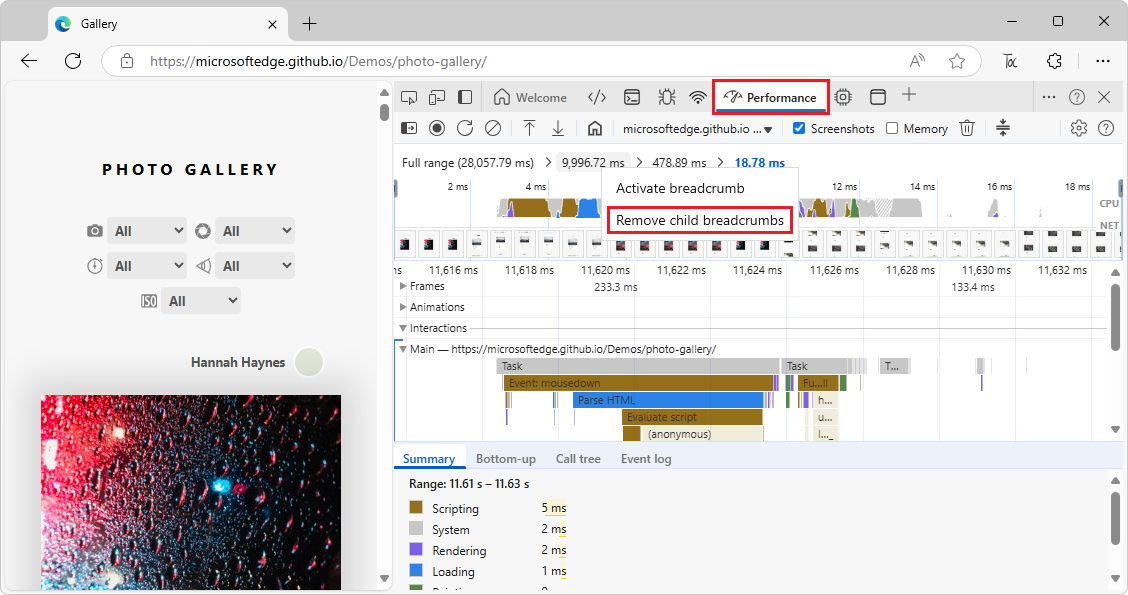 Gallery
https://microsoftedge.github.io/Demos/photo-gallery/
Welcome
Performance
microsoftedge.github.io ...
Screenshots
Memory
Full range (28,057.79 ms) > 9,996.72 ms > 478.89 ms > 18.78 ms
2 ms 4 ms 12 ms 14 ms 16 ms 18 ms
CPU
NET
Activate breadcrumb
Remove child breadcrumbs
ns 11,616 ms 11,618 ms 11,620 ms 11,622 ms 11,624 ms 11,626 ms 11,628 ms 11,630 ms 11,632 ms
Frames 233.3 ms 133.4 ms
Animations
Interactions
Main — https://microsoftedge.github.io/Demos/photo-gallery/
Task Task T...
Event: mousedown Fu...ll
Parse HTML h...
Evaluate script u...
(anonymous) l..._
Summary Bottom-up Call tree Event log
Range: 11.61 s – 11.63 s
Scripting 5 ms
System 2 ms
Rendering 2 ms
Loading 1 ms
PHOTO GALLERY
All All
All All
ISO All
Hannah Haynes